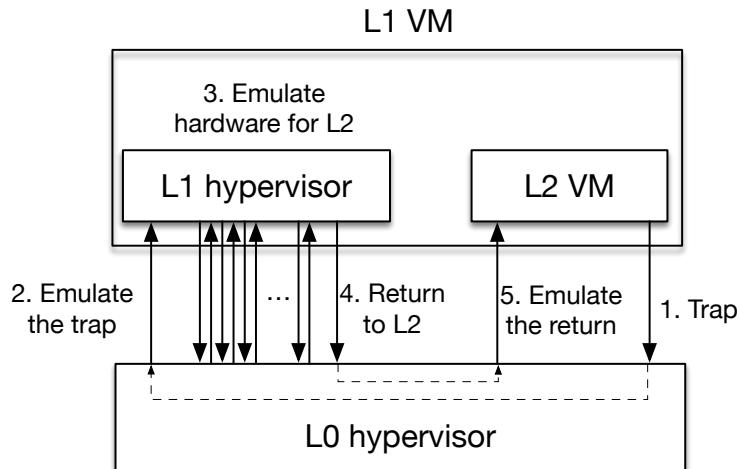 L1 VM
3. Emulate
hardware for L2
L1 hypervisor
L2 VM
2. Emulate
the trap
...
4. Return
to L2
5. Emulate
the return
1. Trap
L0 hypervisor